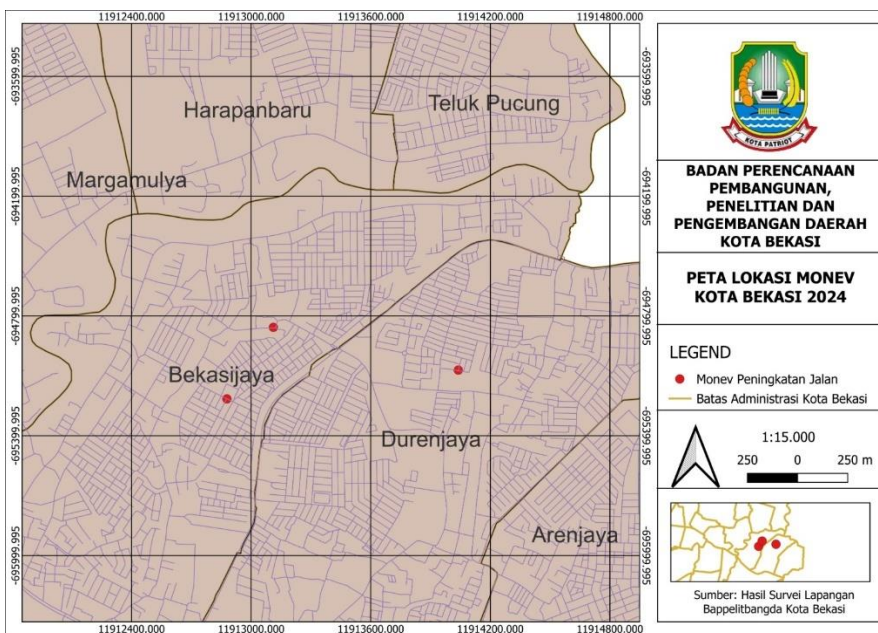 11912400.000 11913000.000 11913600.000 11914200.000 11914800.000
-693599.995
-694199.995
-694799.995
-695399.995
-695999.995
Harapanbaru
Teluk Pucung
Margamulya
Bekasijaya
Durenjaya
Arenjaya
-693599.995
-694199.995
-694799.995
-695399.995
-695999.995
11912400.000 11913000.000 11913600.000 11914200.000 11914800.000
KOTA PATRIOT
BADAN PERENCANAAN
PEMBANGUNAN,
PENELITIAN DAN
PENGEMBANGAN DAERAH
KOTA BEKASI
PETA LOKASI MONEV
KOTA BEKASI 2024
LEGEND
Monev Peningkatan Jalan
Batas Administrasi Kota Bekasi
1:15.000
250 0 250 m
Sumber: Hasil Survei Lapangan
Bappelitbangda Kota Bekasi